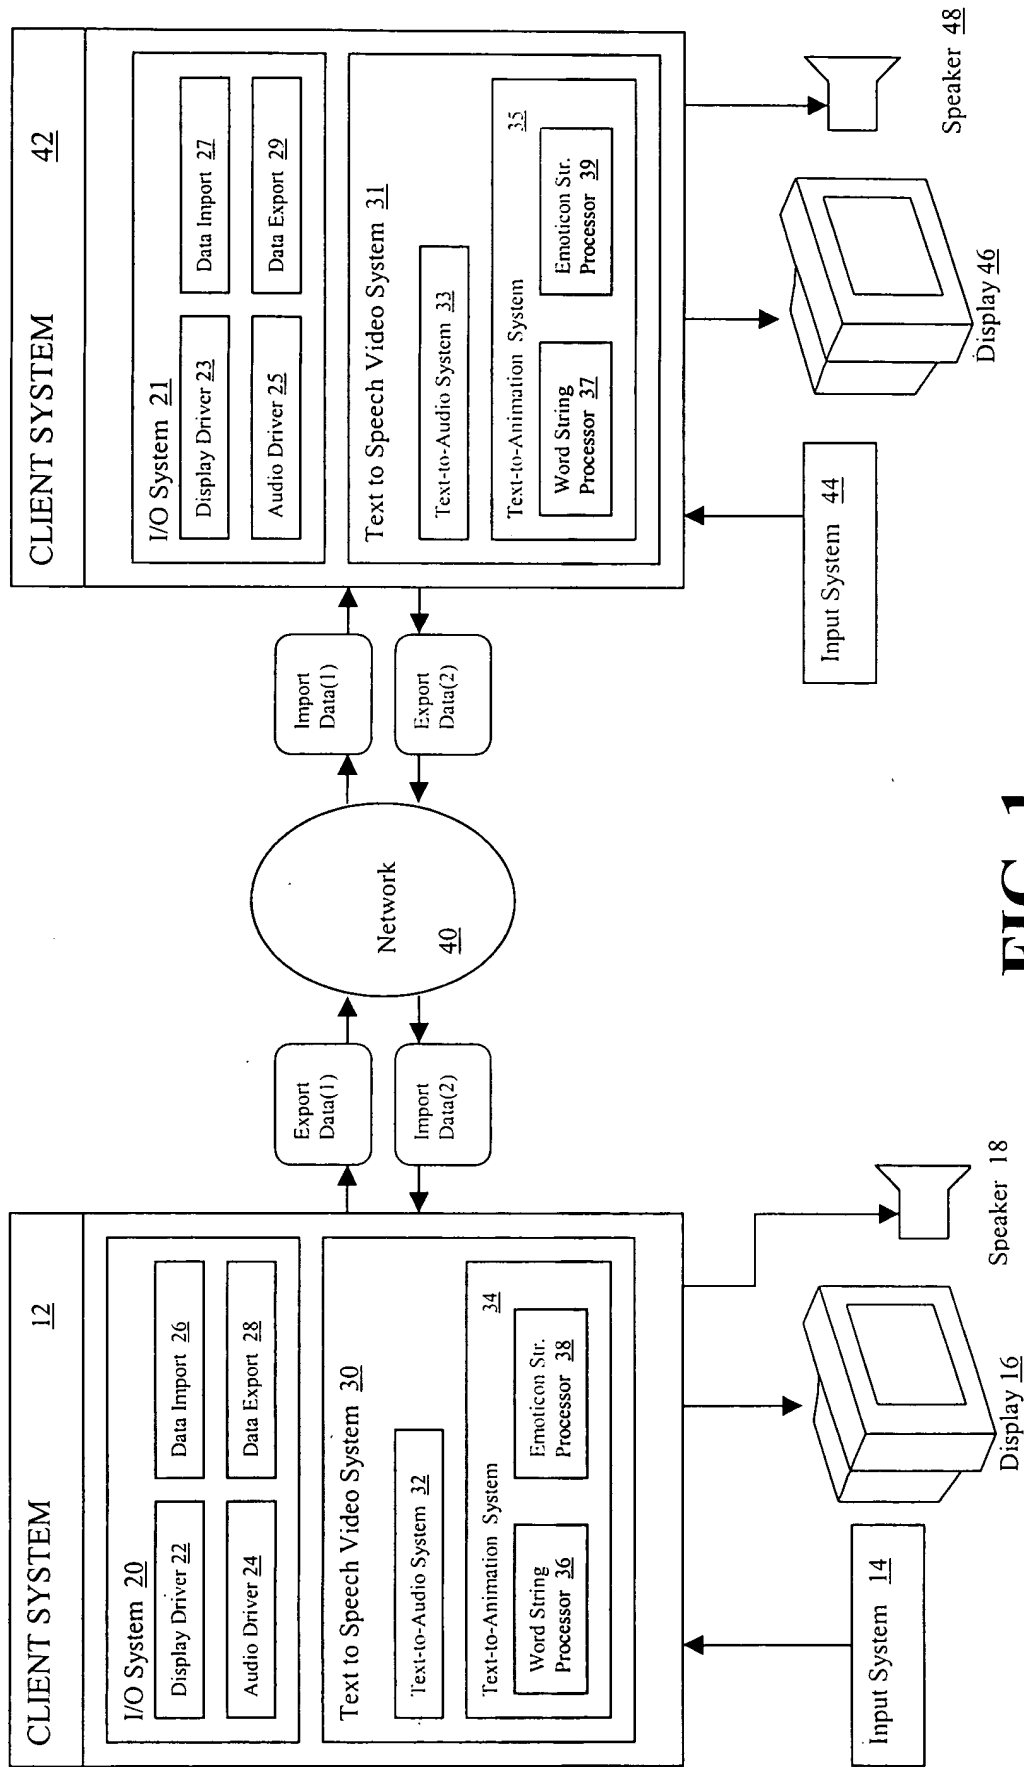 CLIENT SYSTEM 12
I/O System 20
Display Driver 22
Data Import 26
Audio Driver 24
Data Export 28
Text to Speech Video System 30
Text-to-Audio System 32
Text-to-Animation System 34
Word String
Processor 36
Emoticon Str.
Processor 38
Input System 14
Display 16
Speaker 18
Export
Data(1)
Import
Data(2)
Network
40
Import
Data(1)
Export
Data(2)
CLIENT SYSTEM 42
I/O System 21
Display Driver 23
Data Import 27
Audio Driver 25
Data Export 29
Text to Speech Video System 31
Text-to-Audio System 33
Text-to-Animation System 35
Word String
Processor 37
Emoticon Str.
Processor 39
Input System 44
Display 46
Speaker 48
FIG. 1